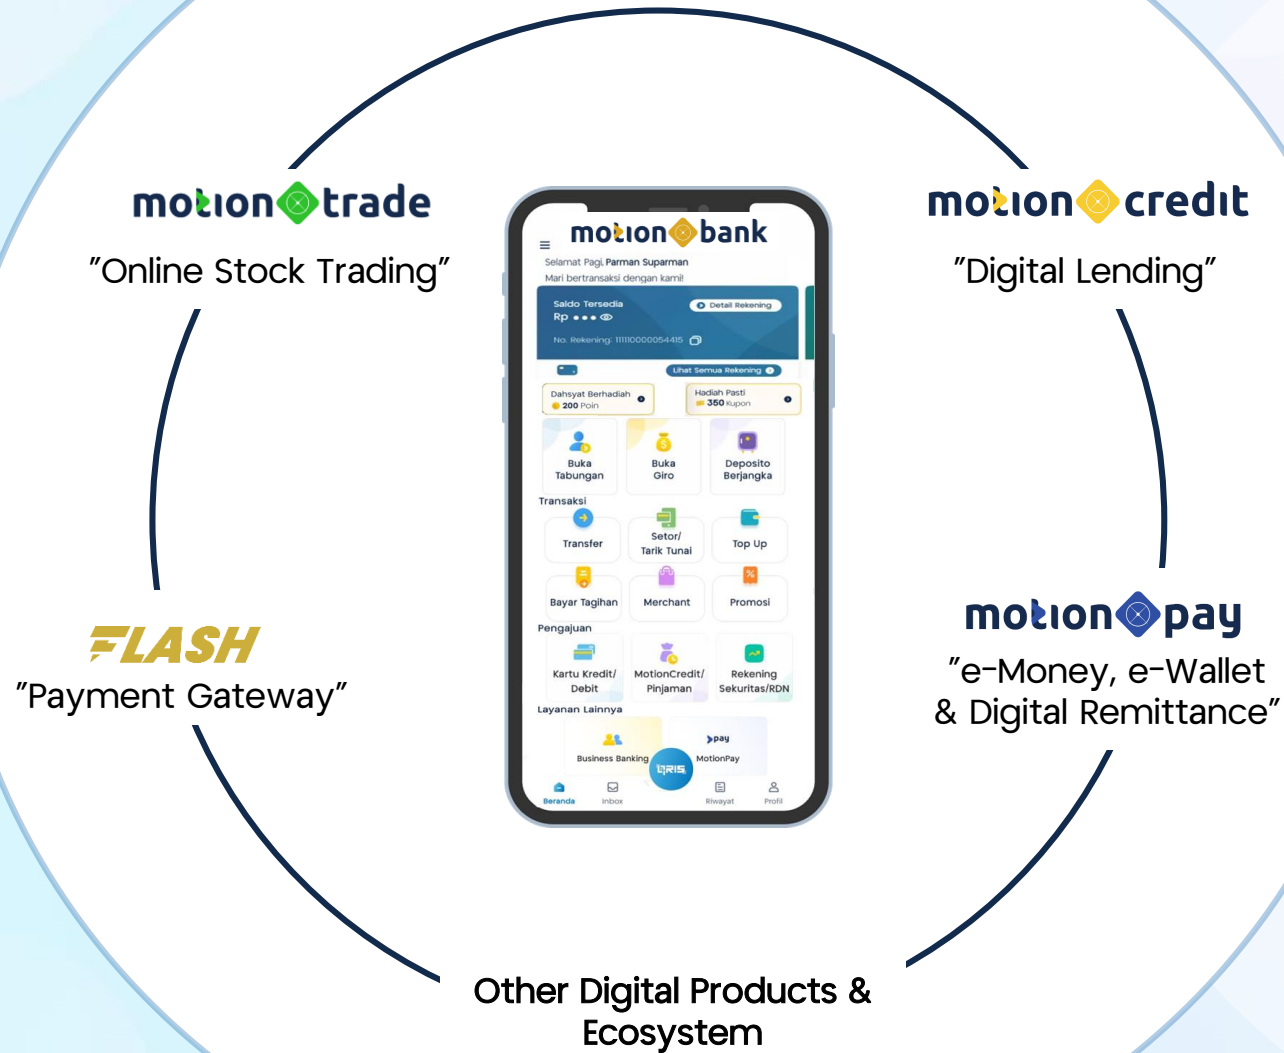 motion trade
"Online Stock Trading"
motion credit
"Digital Lending"
motion bank
Selamat Pagi, Parman Suparman
Mari bertransaksi dengan kami!
Saldo Tersedia
Detail Rekening
Rp •••
No. Rekening: 111110000054415
Lihat Semua Rekening
Dahsyat Berhadiah
200 Poin
Hadiah Pasti
350 Kupon
Buka
Tabungan
Buka
Giro
Deposito
Berjangka
Transaksi
Transfer
Setor/
Tarik Tunai
Top Up
Bayar Tagihan
Merchant
Promosi
Pengajuan
Kartu Kredit/
Debit
MotionCredit/
Pinjaman
Rekening
Sekuritas/RDN
Layanan Lainnya
Business Banking
pay
MotionPay
QRIS
Beranda
Inbox
Riwayat
Profil
FLASH
"Payment Gateway"
motion pay
"e-Money, e-Wallet
& Digital Remittance"
Other Digital Products &
Ecosystem